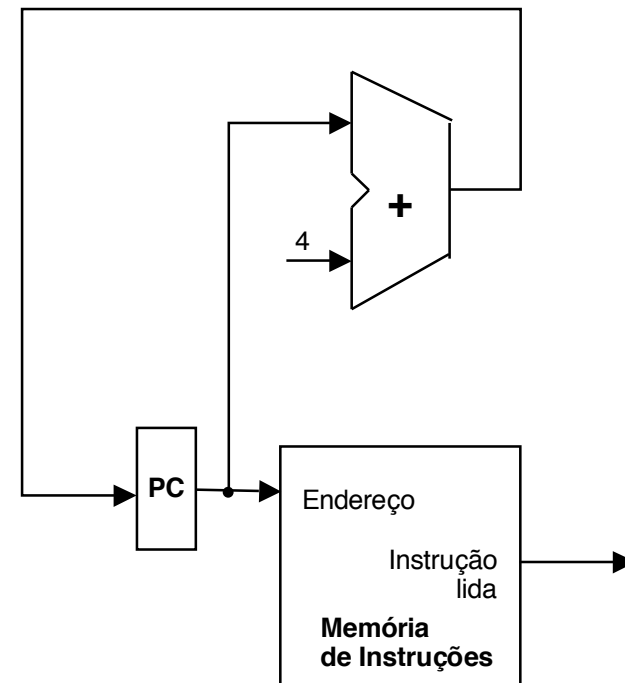 +
4
PC
Endereço
Instrução
lida
Memória
de Instruções